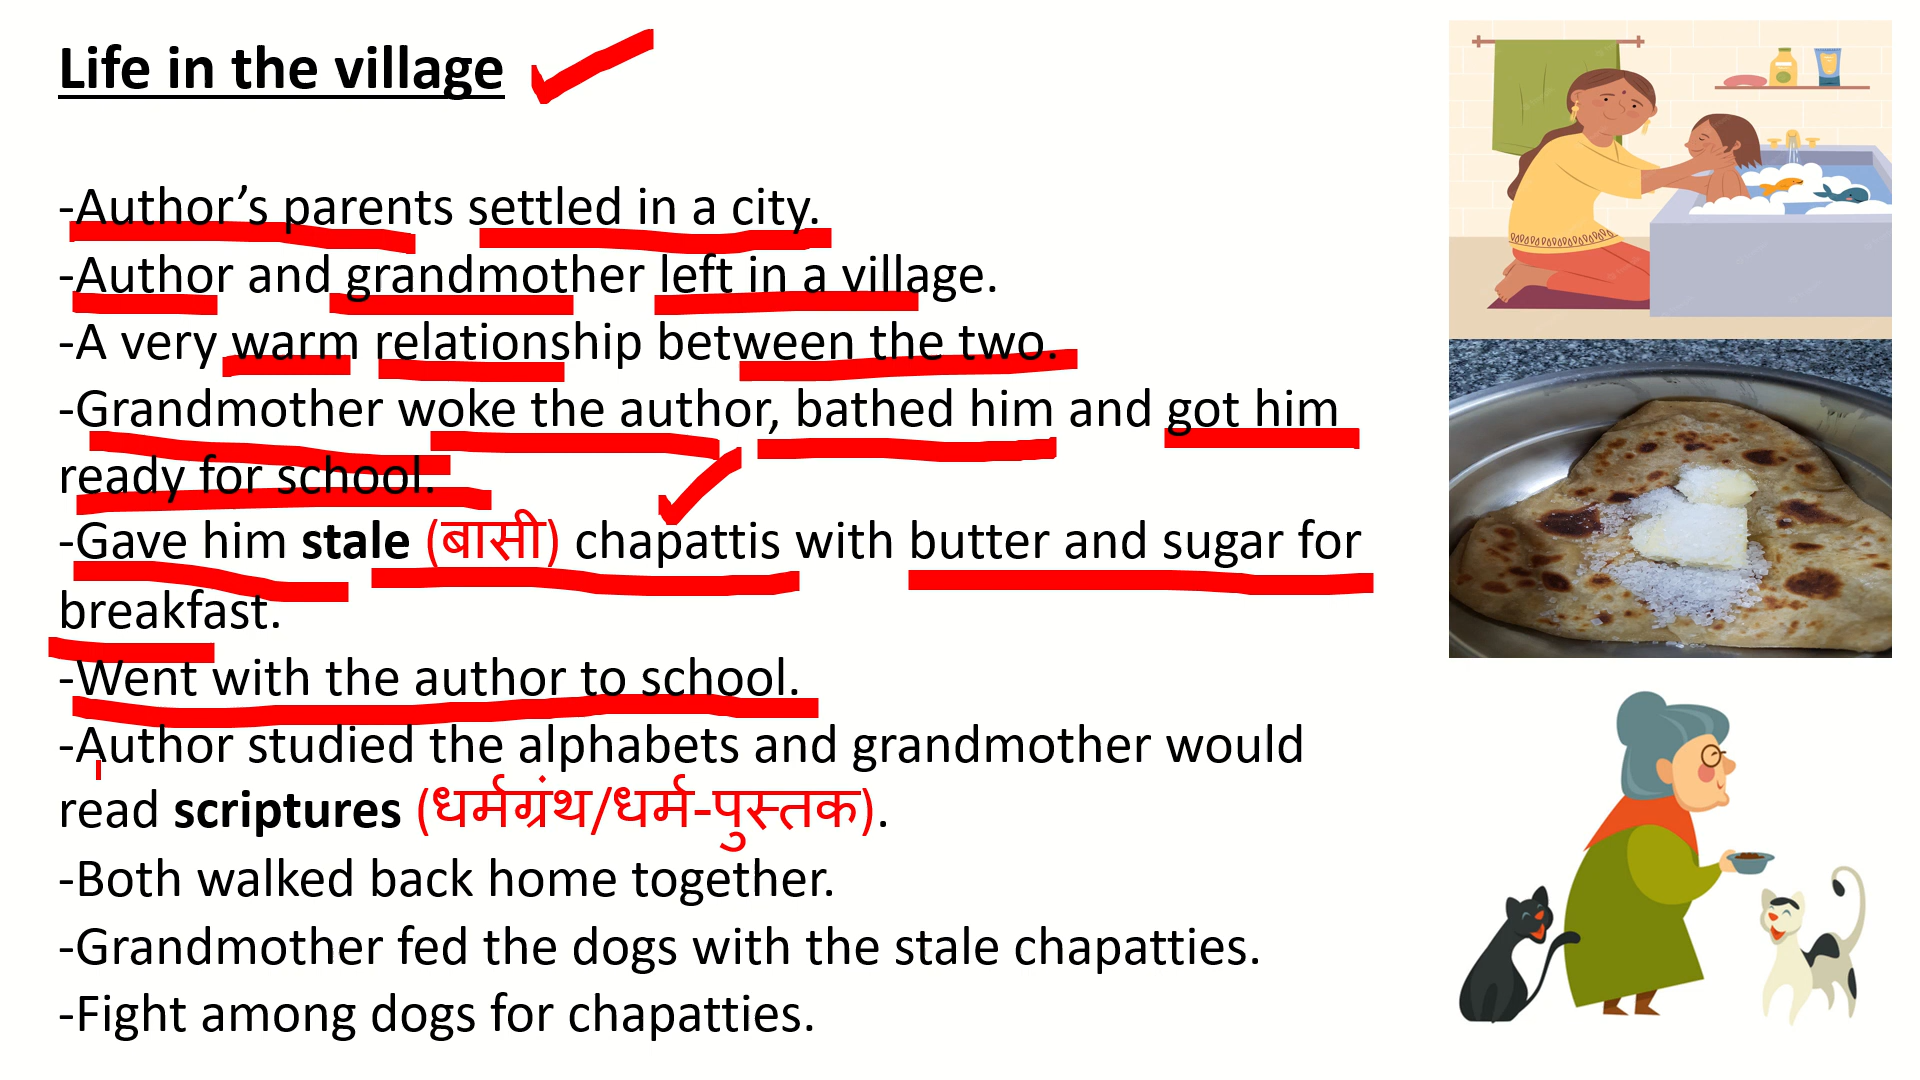 Life in the village
-Author’s parents settled in a city.
-Author and grandmother left in a village.
-A very warm relationship between the two.
-Grandmother woke the author, bathed him and got him
ready for school.
-Gave him stale (बासी) chapattis with butter and sugar for
breakfast.
-Went with the author to school.
-Author studied the alphabets and grandmother would
read scriptures (धर्मग्रंथ/धर्म-पुस्तक).
-Both walked back home together.
-Grandmother fed the dogs with the stale chapatties.
-Fight among dogs for chapatties.